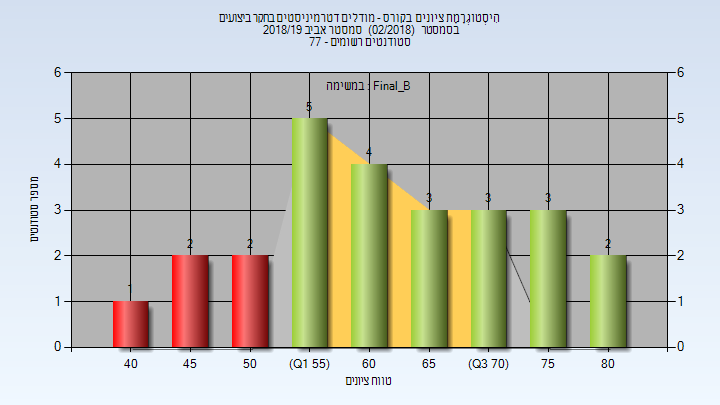 הִיסְטוֹגְרָמַת ציונים בקורס - מודלים דטרמיניסטים בחקר ביצועים
בסמסטר (02/2018) סמסטר אביב 2018/19
סטודנטים רשומים - 77
במשימה : Final_B
6 6
5 5 5
4 4 4
3 3 3 3 3
2 2 2 2 2
1 1 1
0 0
מספר סטודנטים
40 45 50 (Q1 55) 60 65 (Q3 70) 75 80
טווח ציונים